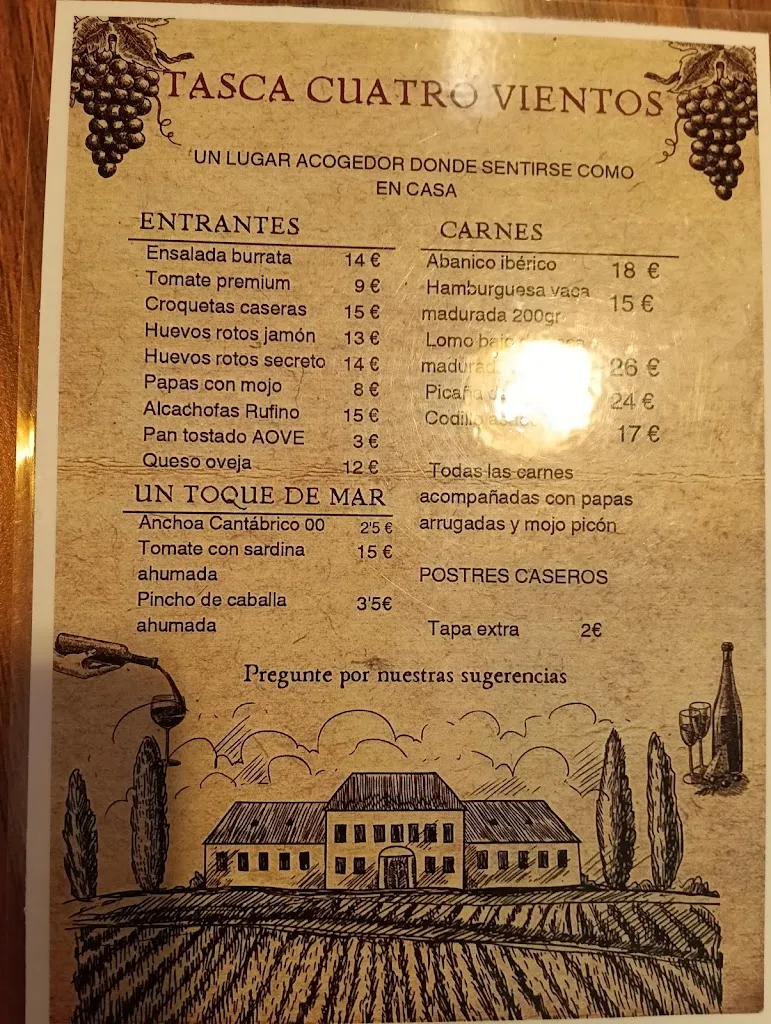 TASCA CUATRO VIENTOS
UN LUGAR ACOGEDOR DONDE SENTIRSE COMO
EN CASA
ENTRANTES
Ensalada burrata 14 €
Tomate premium 9 €
Croquetas caseras 15 €
Huevos rotos jamón 13 €
Huevos rotos secreto 14 €
Papas con mojo 8 €
Alcachofas Rufino 15 €
Pan tostado AOVE 3 €
Queso oveja 12 €
UN TOQUE DE MAR
Anchoa Cantábrico 00 2'5 €
Tomate con sardina 15 €
ahumada
Pincho de caballa 3'5€
ahumada
CARNES
Abanico ibérico 18 €
Hamburguesa vaca 15 €
madurada 200gr
Lomo bajo
26 €
24 €
17 €
Todas las carnes
acompañadas con papas
arrugadas y mojo picón
POSTRES CASEROS
Tapa extra 2€
Pregunte por nuestras sugerencias